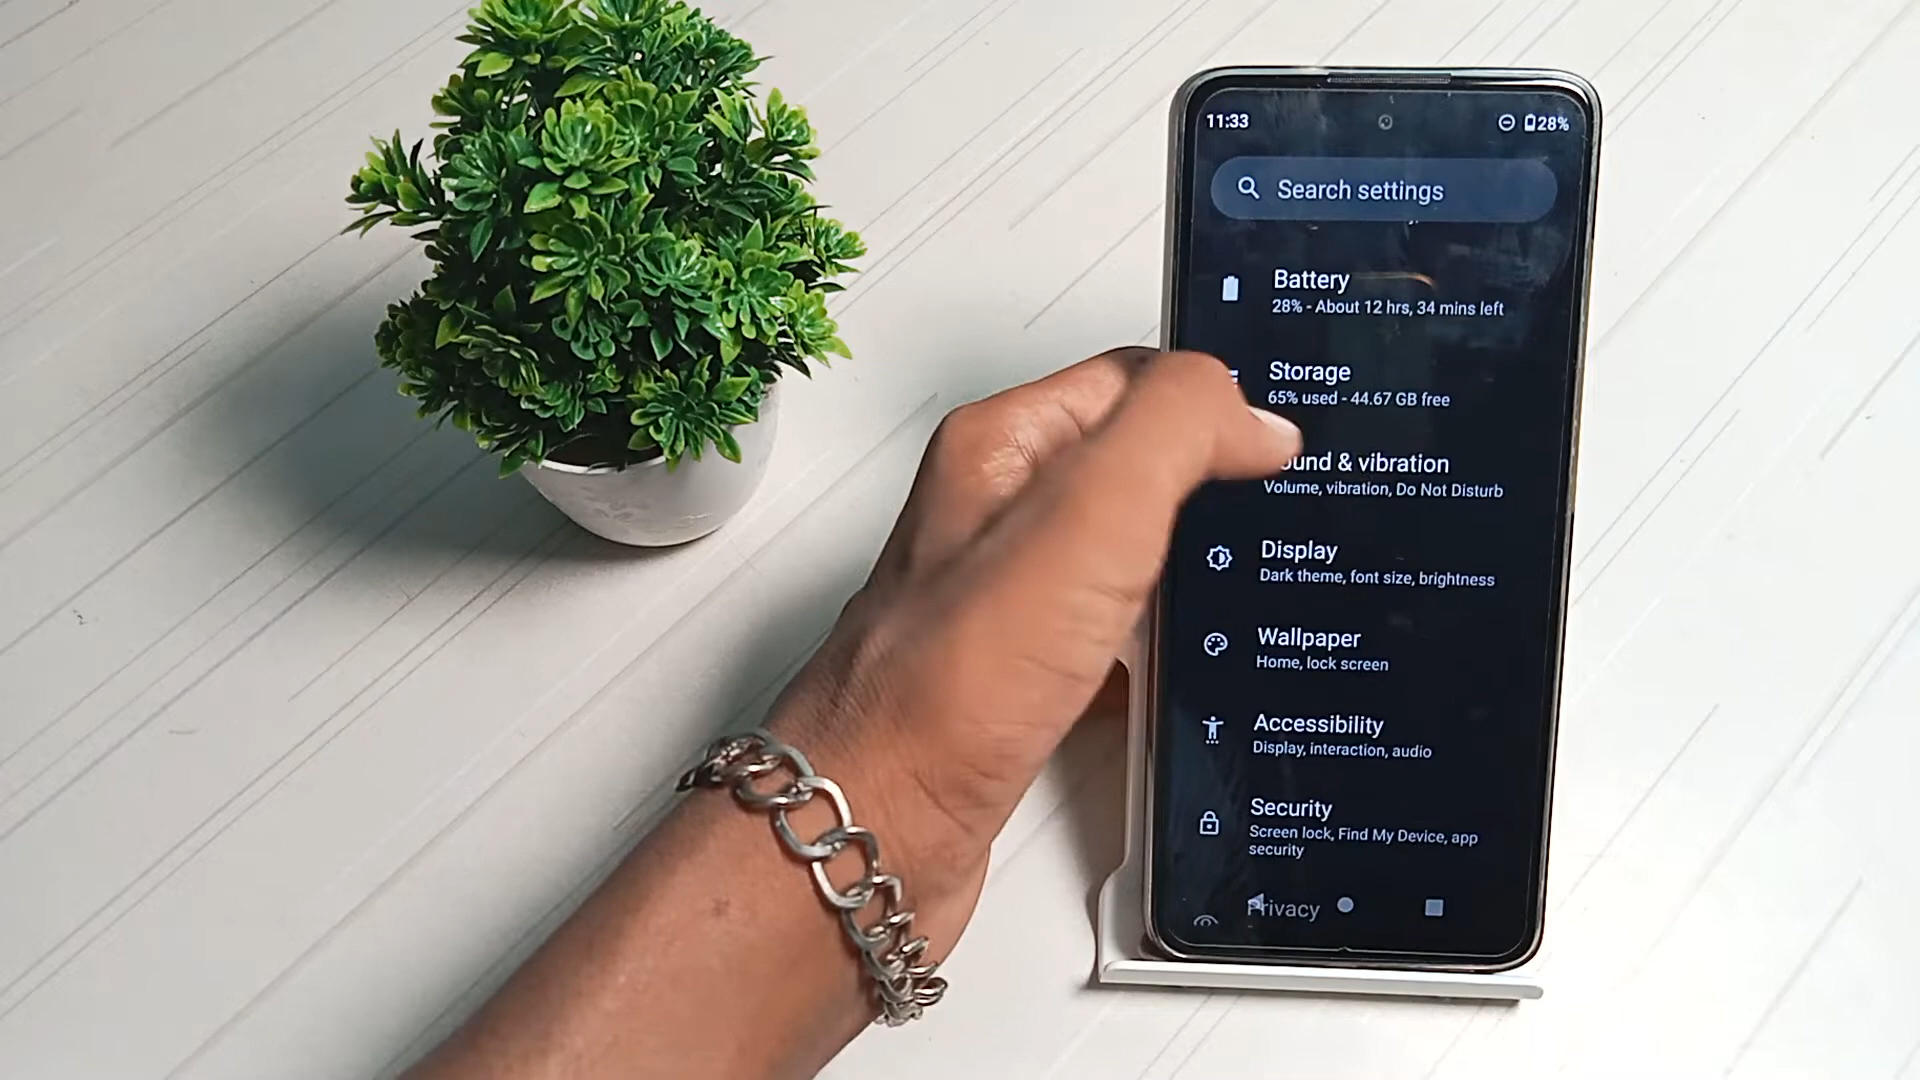 11:33
28%
Search settings
Battery
28% - About 12 hrs, 34 mins left
Storage
65% used - 44.67 GB free
ound & vibration
Volume, vibration, Do Not Disturb
Display
Dark theme, font size, brightness
Wallpaper
Home, lock screen
Accessibility
Display, interaction, audio
Security
Screen lock, Find My Device, app
security
Privacy